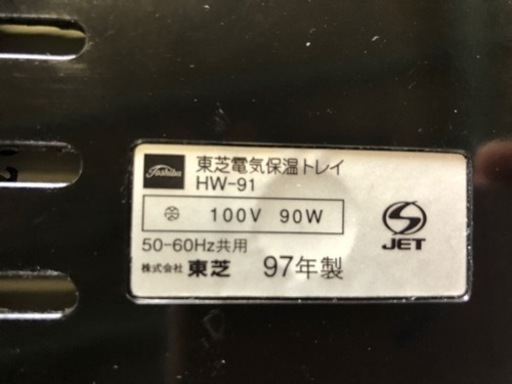 Toshiba 東芝電気保温トレイ
HW-91
100V 90W
50-60Hz共用
株式会社 東芝 97年製
JET